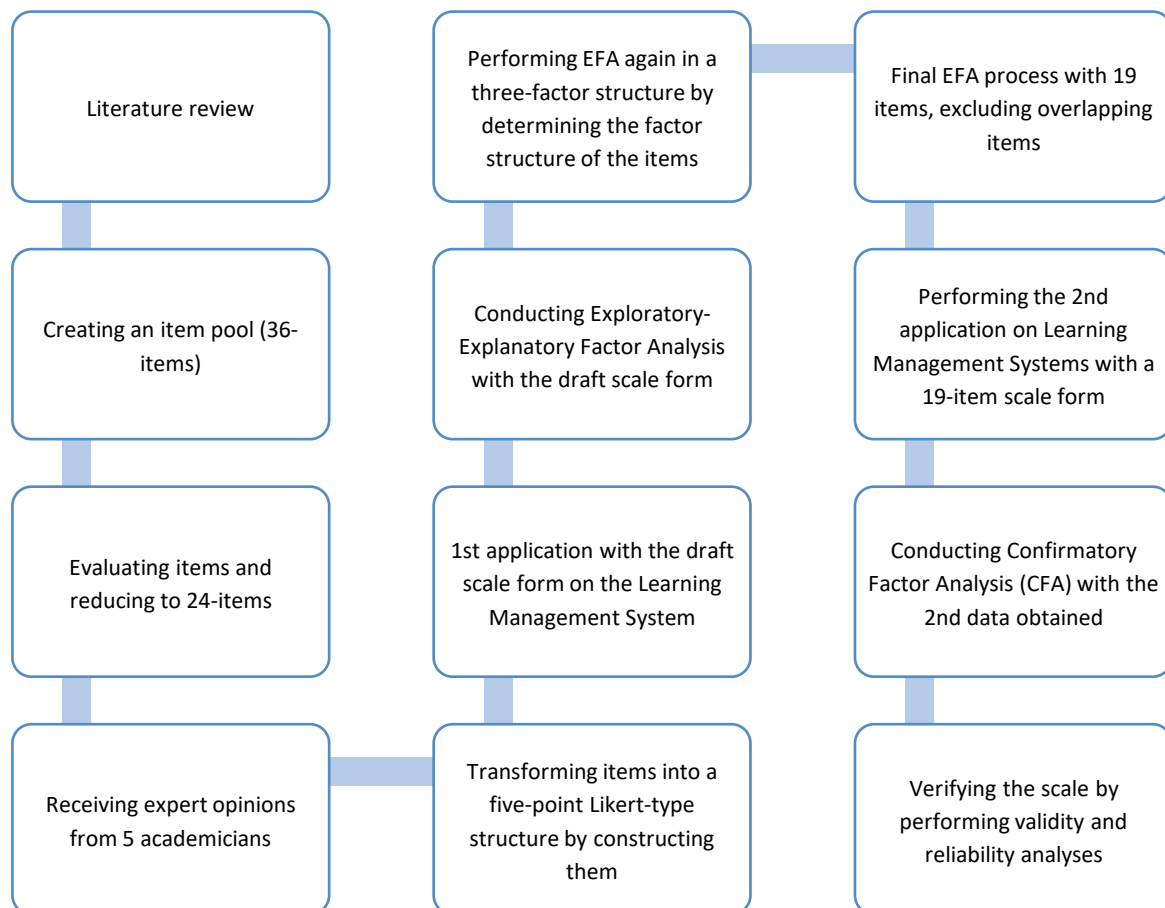 Literature review
Creating an item pool (36-
items)
Evaluating items and
reducing to 24-items
Receiving expert opinions
from 5 academicians
Transforming items into a
five-point Likert-type
structure by constructing
them
1st application with the draft
scale form on the Learning
Management System
Conducting Exploratory-
Explanatory Factor Analysis
with the draft scale form
Performing EFA again in a
three-factor structure by
determining the factor
structure of the items
Final EFA process with 19
items, excluding overlapping
items
Performing the 2nd
application on Learning
Management Systems with a
19-item scale form
Conducting Confirmatory
Factor Analysis (CFA) with the
2nd data obtained
Verifying the scale by
performing validity and
reliability analyses